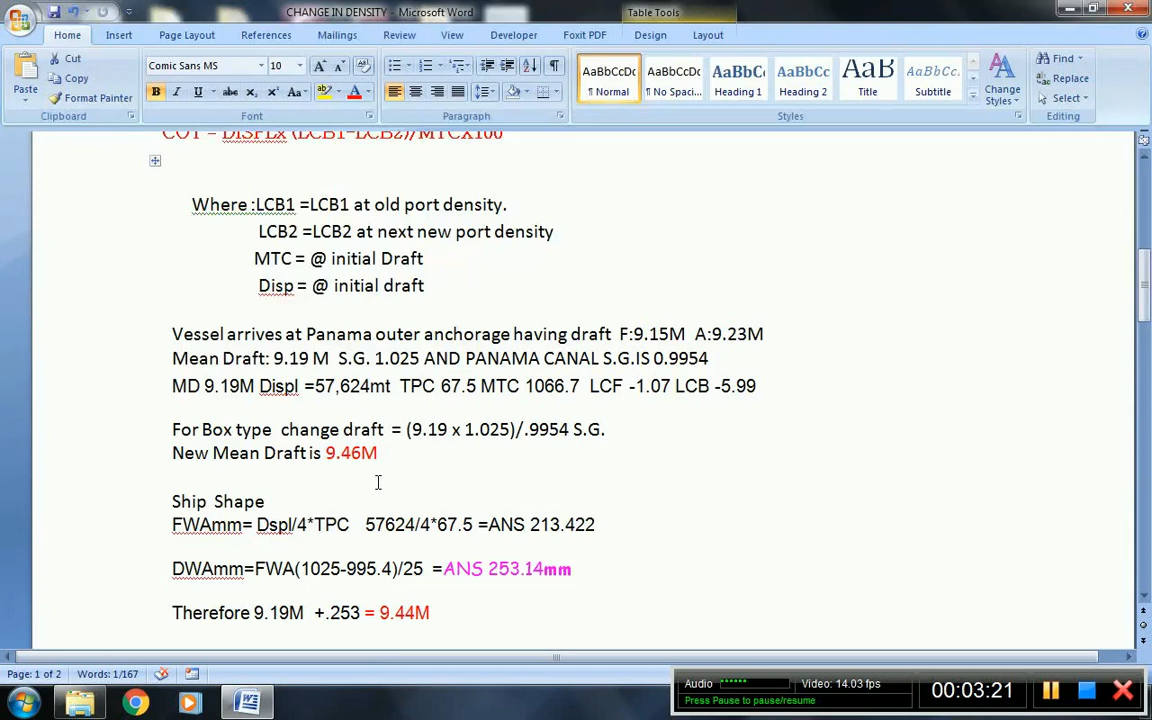 CHANGE IN DENSITY - Microsoft Word
Table Tools
Home Insert Page Layout References Mailings Review View Developer Foxit PDF Design Layout
Paste
Cut
Copy
Format Painter
Clipboard
Comic Sans MS 10
Font
Paragraph
AaBbCcDc AaBbCcDc AaBbC AaBbCc AaB AaBbCc
¶ Normal ¶ No Spaci... Heading 1 Heading 2 Title Subtitle
Change Styles
Styles
Find
Replace
Select
Editing
COT = DISPLx (LCB1-LCB2)/MTCX100
Where :LCB1 =LCB1 at old port density.
LCB2 =LCB2 at next new port density
MTC = @ initial Draft
Disp = @ initial draft
Vessel arrives at Panama outer anchorage having draft F:9.15M A:9.23M
Mean Draft: 9.19 M S.G. 1.025 AND PANAMA CANAL S.G.IS 0.9954
MD 9.19M Displ =57,624mt TPC 67.5 MTC 1066.7 LCF -1.07 LCB -5.99
For Box type change draft = (9.19 x 1.025)/.9954 S.G.
New Mean Draft is 9.46M
Ship Shape
FWAmm= Dspl/4*TPC 57624/4*67.5 =ANS 213.422
DWAmm=FWA(1025-995.4)/25 =ANS 253.14mm
Therefore 9.19M +.253 = 9.44M
Page: 1 of 2 Words: 1/167
Audio
Video: 14.03 fps
Press Pause to pause/resume
00:03:21